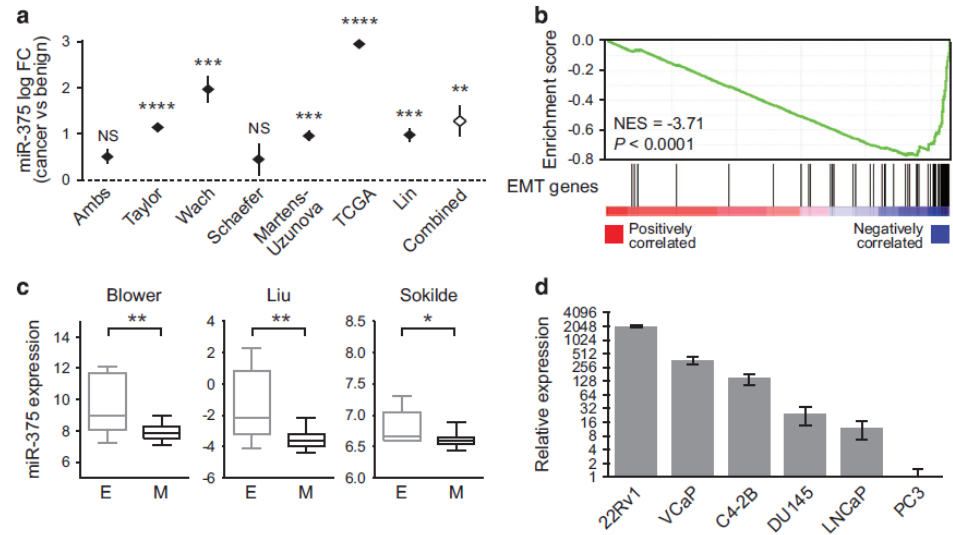 a
miR-375 log FC
(cancer vs benign)
3
2
1
0
NS
****
***
NS
***
****
***
**
Ambs
Taylor
Wach
Schaefer
Martens-
Uzunova
TCGA
Lin
Combined
b
Enrichment score
0.0
-0.2
-0.4
-0.6
-0.8
NES = -3.71
P < 0.0001
EMT genes
Positively
correlated
Negatively
correlated
c
miR-375 expression
Blower
**
14
12
10
8
6
E M
Liu
**
4
2
0
-2
-4
-6
E M
Sokilde
*
8.5
8.0
7.5
7.0
6.5
6.0
E M
d
Relative expression
4096
2048
1024
512
256
128
64
32
16
8
4
2
1
22Rv1
VCaP
C4-2B
DU145
LNCaP
PC3